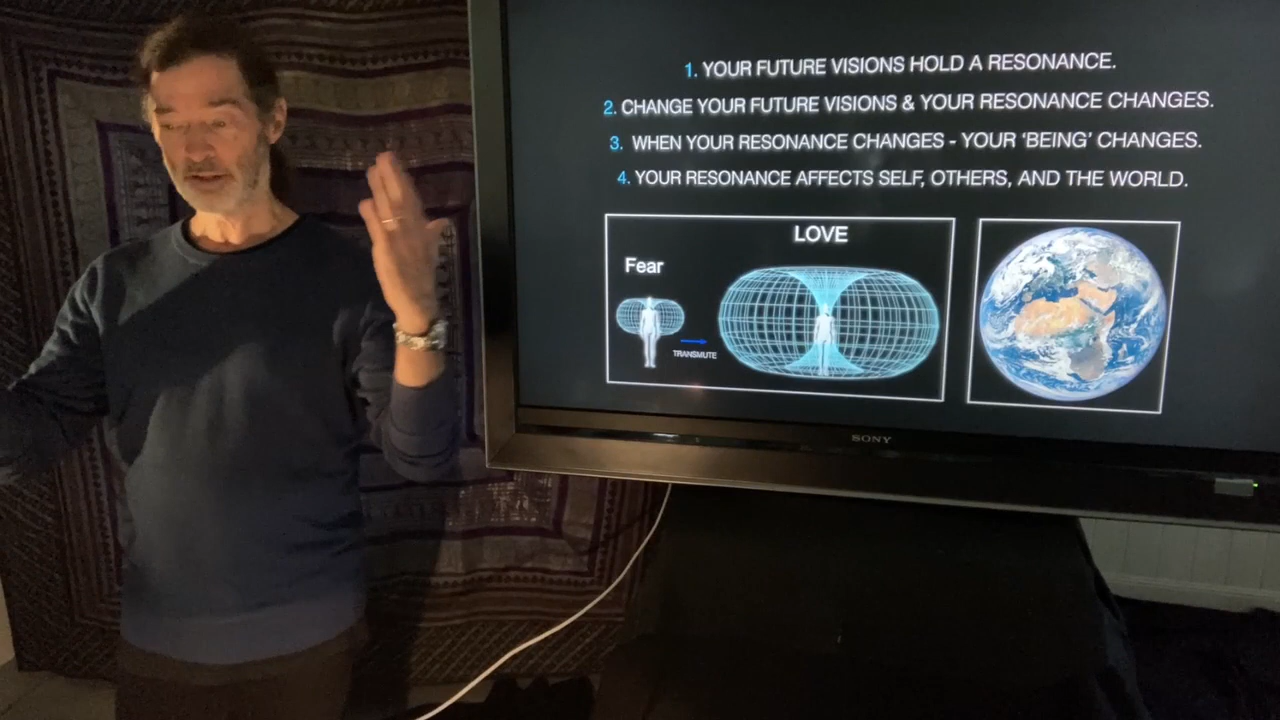 1. YOUR FUTURE VISIONS HOLD A RESONANCE.
2. CHANGE YOUR FUTURE VISIONS & YOUR RESONANCE CHANGES.
3. WHEN YOUR RESONANCE CHANGES - YOUR ‘BEING’ CHANGES.
4. YOUR RESONANCE AFFECTS SELF, OTHERS, AND THE WORLD.
LOVE
Fear
TRANSMUTE
SONY